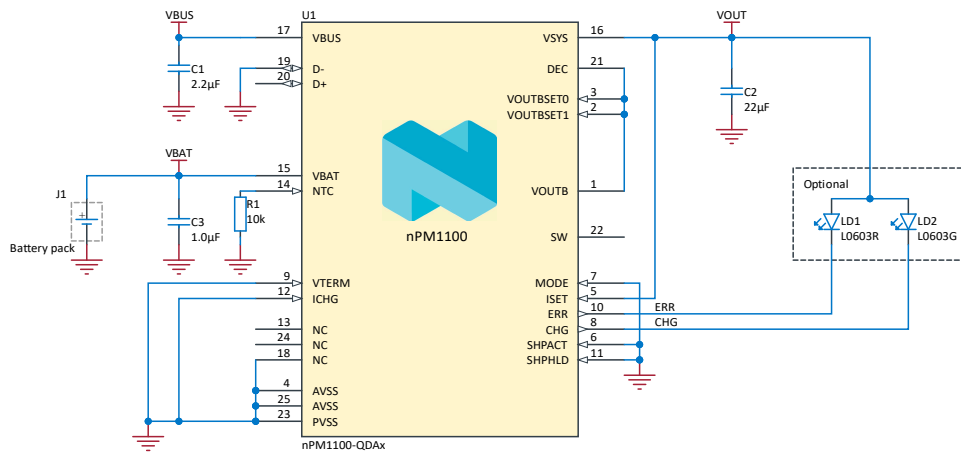 U1
VBUS
VOUT
17 VBUS
VSYS 16
19 D-
20 D+
DEC 21
C1
2.2µF
VOUTBSET0 3
VOUTBSET1 2
C2
22µF
VBAT
15 VBAT
14 NTC
J1
R1
10k
C3
1.0µF
+
Battery pack
nPM1100
VOUTB 1
SW 22
Optional
LD1
L0603R
LD2
L0603G
9 VTERM
12 ICHG
MODE 7
ISET 5
ERR 10
ERR
CHG 8
CHG
SHPACT 6
SHPHLD 11
13 NC
24 NC
18 NC
4 AVSS
25 AVSS
23 PVSS
nPM1100-QDAx